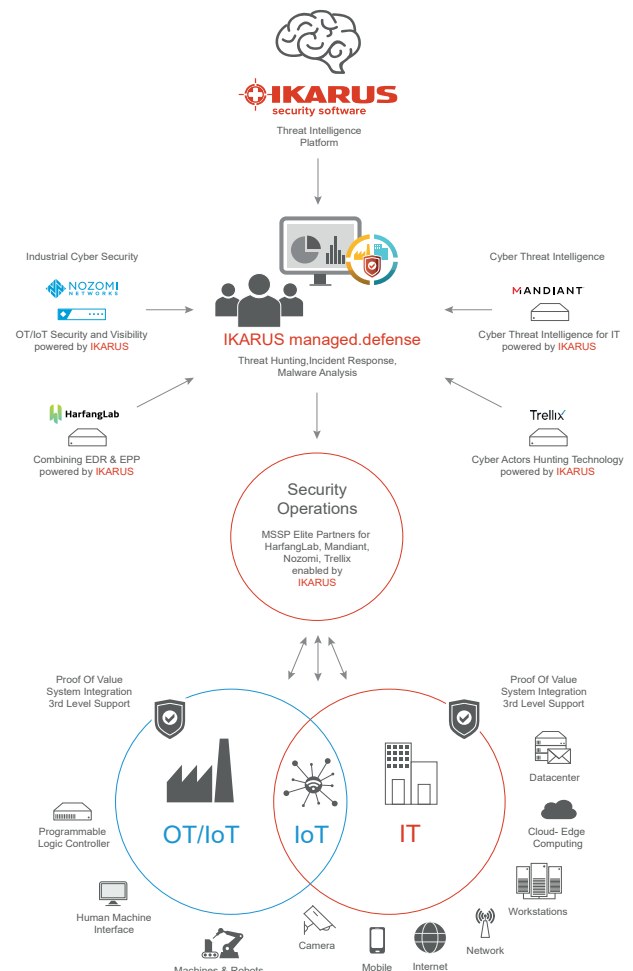 IKARUS
security software
Threat Intelligence
Platform
Industrial Cyber Security
NOZOMI
NETWORKS
OT/IoT Security and Visibility
powered by IKARUS
Cyber Threat Intelligence
MANDIANT
Cyber Threat Intelligence for IT
powered by IKARUS
IKARUS managed.defense
Threat Hunting,Incident Response,
Malware Analysis
HarfangLab
Combining EDR & EPP
powered by IKARUS
Trellix
Cyber Actors Hunting Technology
powered by IKARUS
Security
Operations
MSSP Elite Partners for
HarfangLab, Mandiant,
Nozomi, Trellix
enabled by
IKARUS
Proof Of Value
System Integration
3rd Level Support
Proof Of Value
System Integration
3rd Level Support
OT/IoT
IoT
IT
Datacenter
Programmable
Logic Controller
Cloud- Edge
Computing
Human Machine
Interface
Workstations
Camera
Network
Machines & Robots
Mobile
Internet